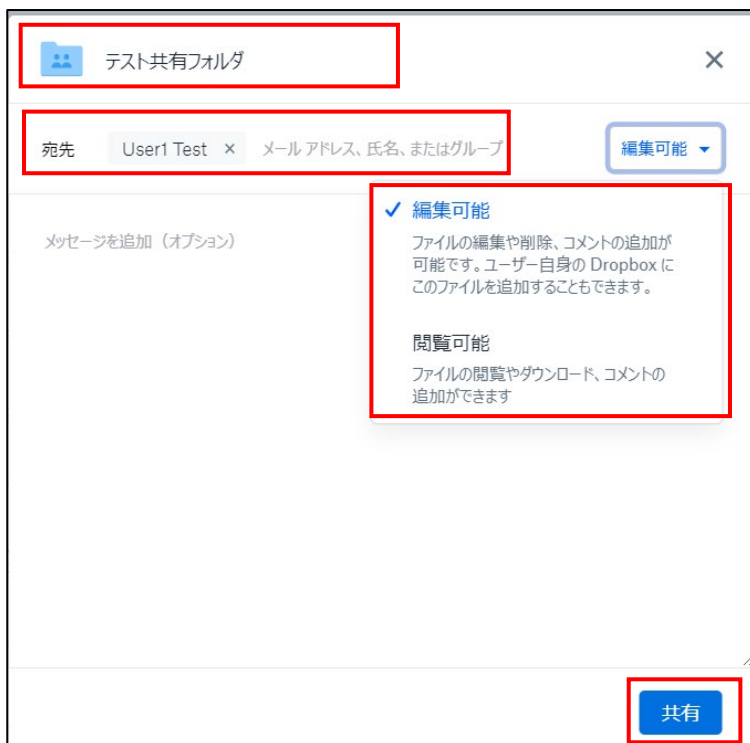 テスト共有フォルダ
宛先 User1 Test × メール アドレス、氏名、またはグループ 編集可能
メッセージを追加（オプション）
編集可能
ファイルの編集や削除、コメントの追加が
可能です。ユーザー自身の Dropbox に
このファイルを追加することもできます。
閲覧可能
ファイルの閲覧やダウンロード、コメントの
追加ができます
共有